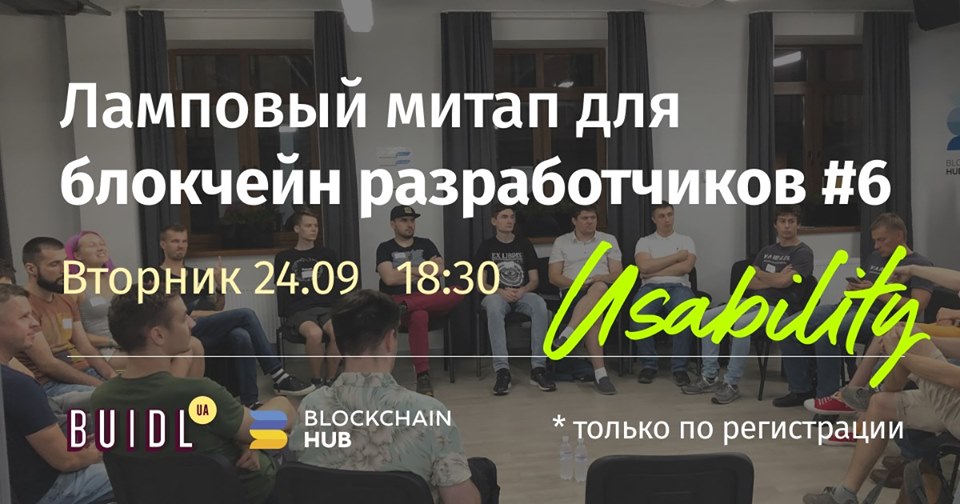 Ламповый митап для
блокчейн разработчиков #6
Вторник 24.09 18:30
Usability
BUIDL UA
BLOCKCHAIN
HUB
* только по регистрации